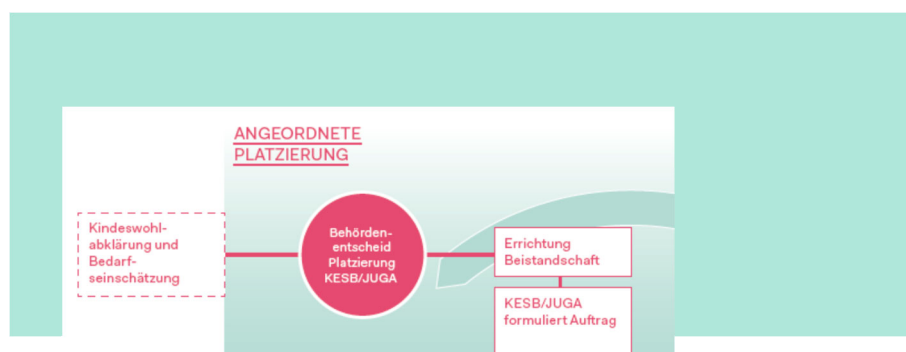 ANGEORDNETE
PLATZIERUNG
Kindeswohl-
abklärung und
Bedarf-
seinschätzung
Behörden-
entscheid
Platzierung
KESB/JUGA
Errichtung
Beistandschaft
KESB/JUGA
formuliert Auftrag